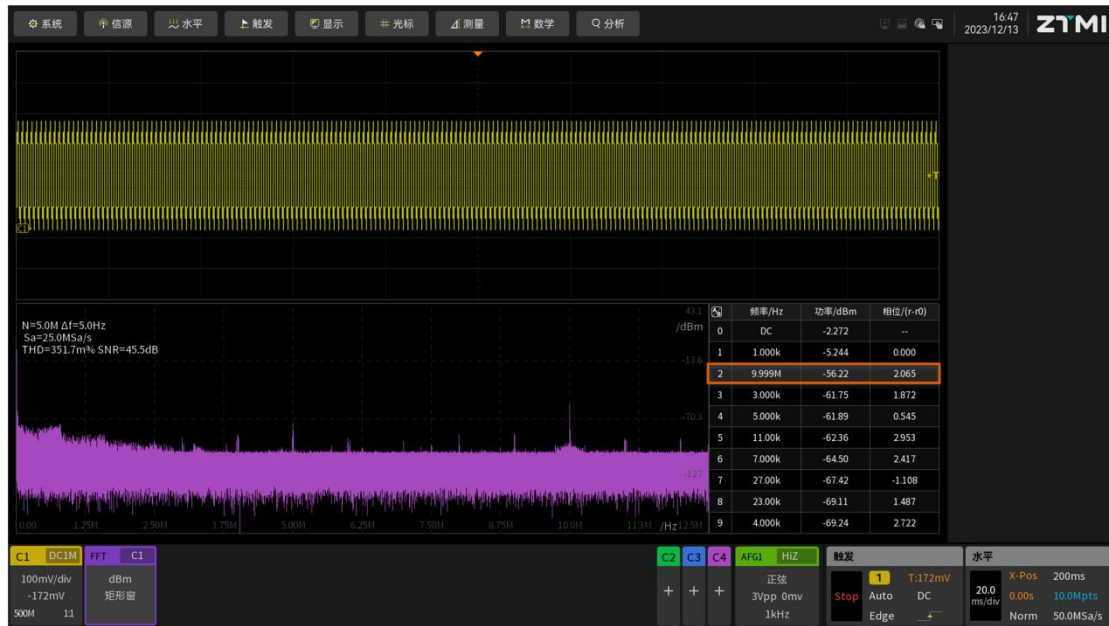 系统 信源 水平 触发 显示 光标 测量 数学 分析 16:47 2023/12/13 ZTMI
T
C1
N=5.0M Δf=5.0Hz
Sa=25.0MSa/s
THD=351.7m% SNR=45.5dB
43.1
/dBm
-13.6
-70.3
-127
0.00 1.25M 2.50M 3.75M 5.00M 6.25M 7.50M 8.75M 10.0M 11.3M /Hz 12.5M
频率/Hz 功率/dBm 相位/(r-r0)
0 DC -2.272 --
1 1.000k -5.244 0.000
2 9.999M -56.22 2.065
3 3.000k -61.75 1.872
4 5.000k -61.89 0.545
5 11.00k -62.36 2.953
6 7.000k -64.50 2.417
7 27.00k -67.42 -1.108
8 23.00k -69.11 1.487
9 4.000k -69.24 2.722
C1 DC1M
100mV/div
-172mV
500M 1:1
FFT C1
dBm
矩形窗
C2 C3 C4
+ + +
AFG1 HiZ
正弦
3Vpp 0mv
1kHz
触发
Stop
1 T:172mV
Auto DC
Edge
水平
20.0
ms/div
X-Pos 200ms
0.00s 10.0Mpts
Norm 50.0MSa/s